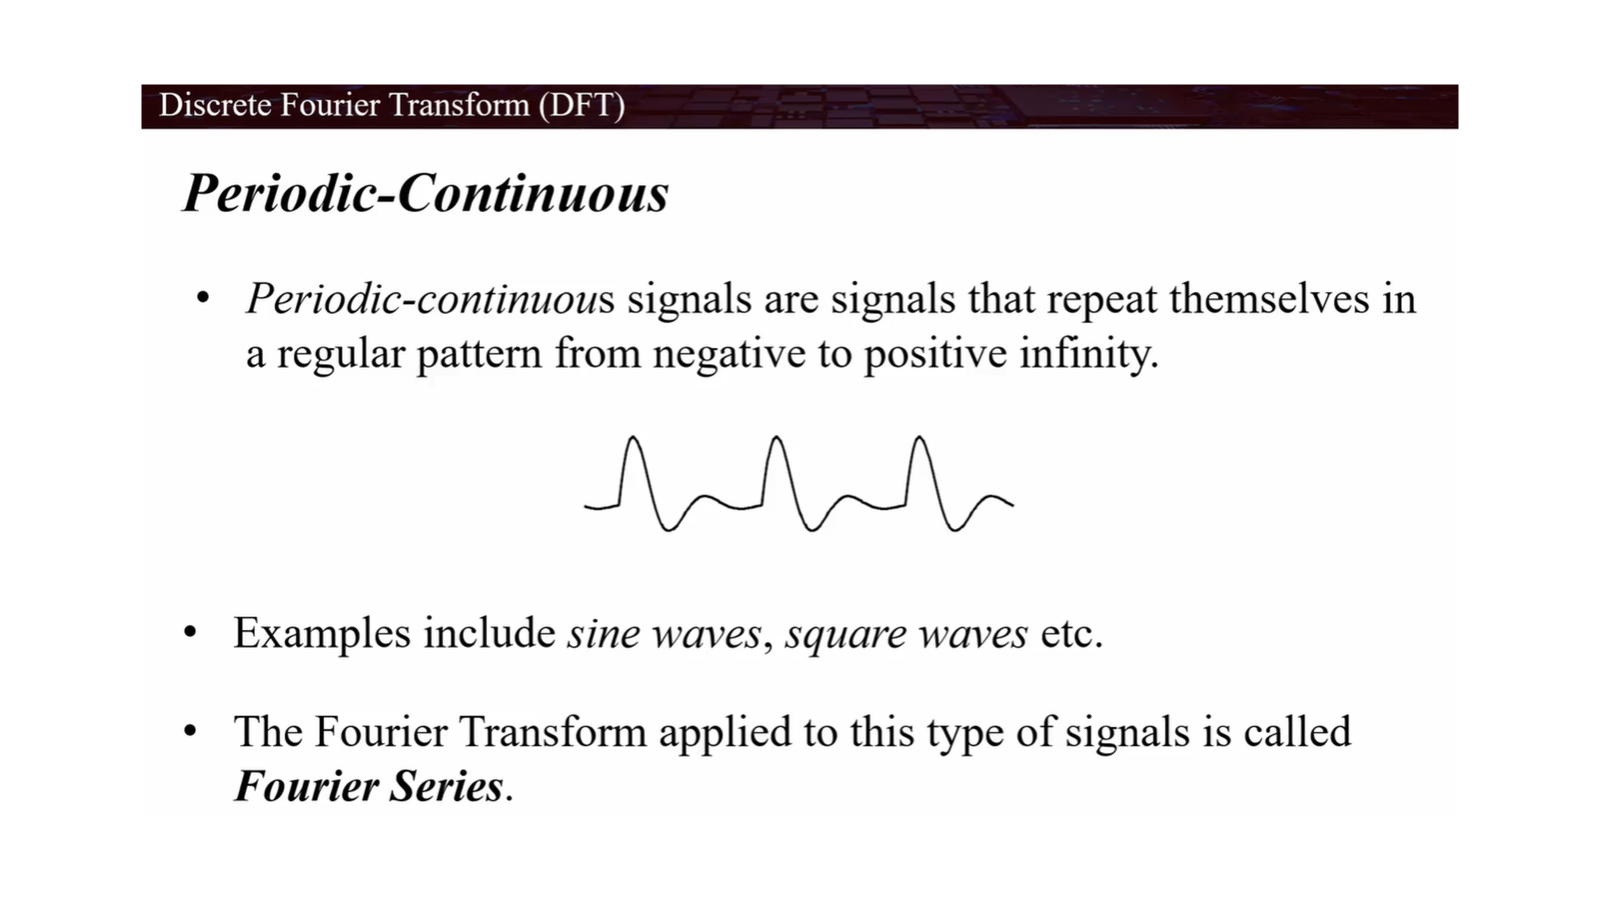 Discrete Fourier Transform (DFT)
Periodic-Continuous
• Periodic-continuous signals are signals that repeat themselves in
a regular pattern from negative to positive infinity.
• Examples include sine waves, square waves etc.
• The Fourier Transform applied to this type of signals is called
Fourier Series.